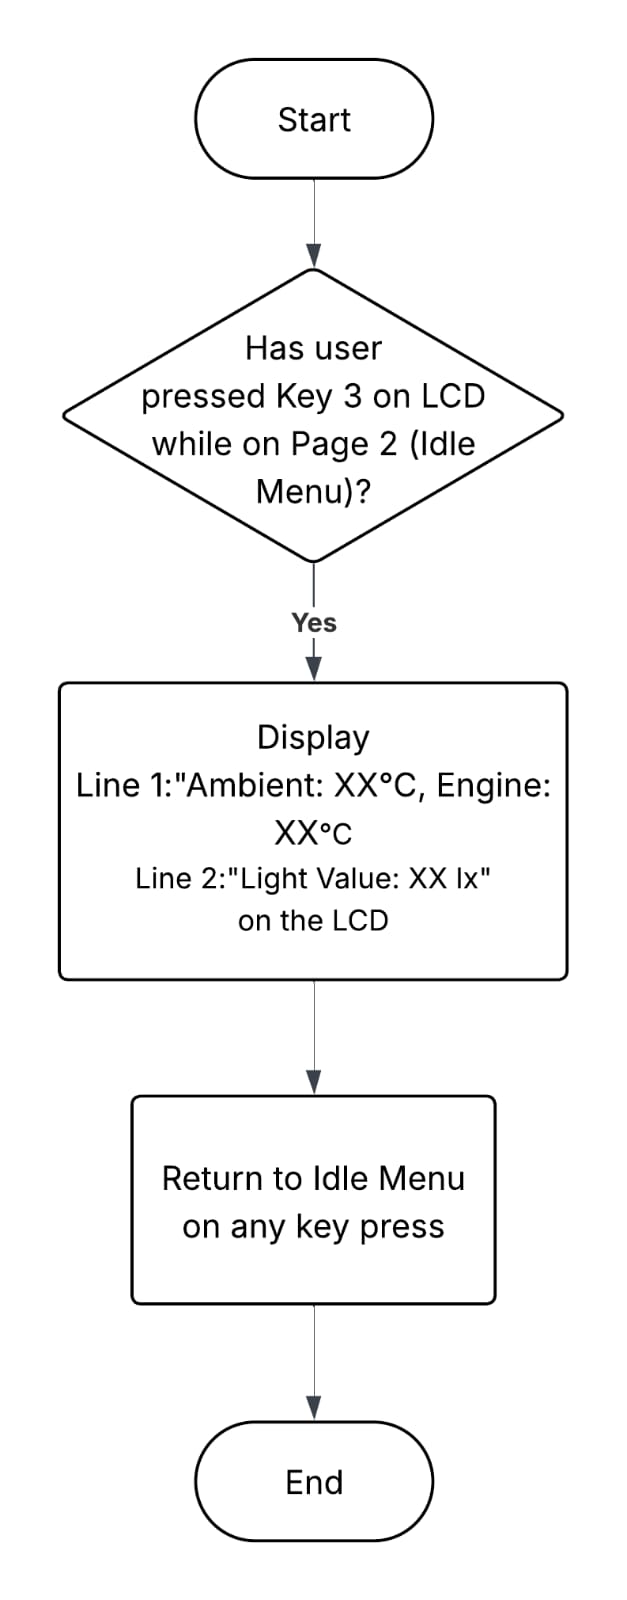 Start
Has user
pressed Key 3 on LCD
while on Page 2 (Idle
Menu)?
Yes
Display
Line 1:"Ambient: XX°C, Engine:
XX°C
Line 2:"Light Value: XX lx"
on the LCD
Return to Idle Menu
on any key press
End